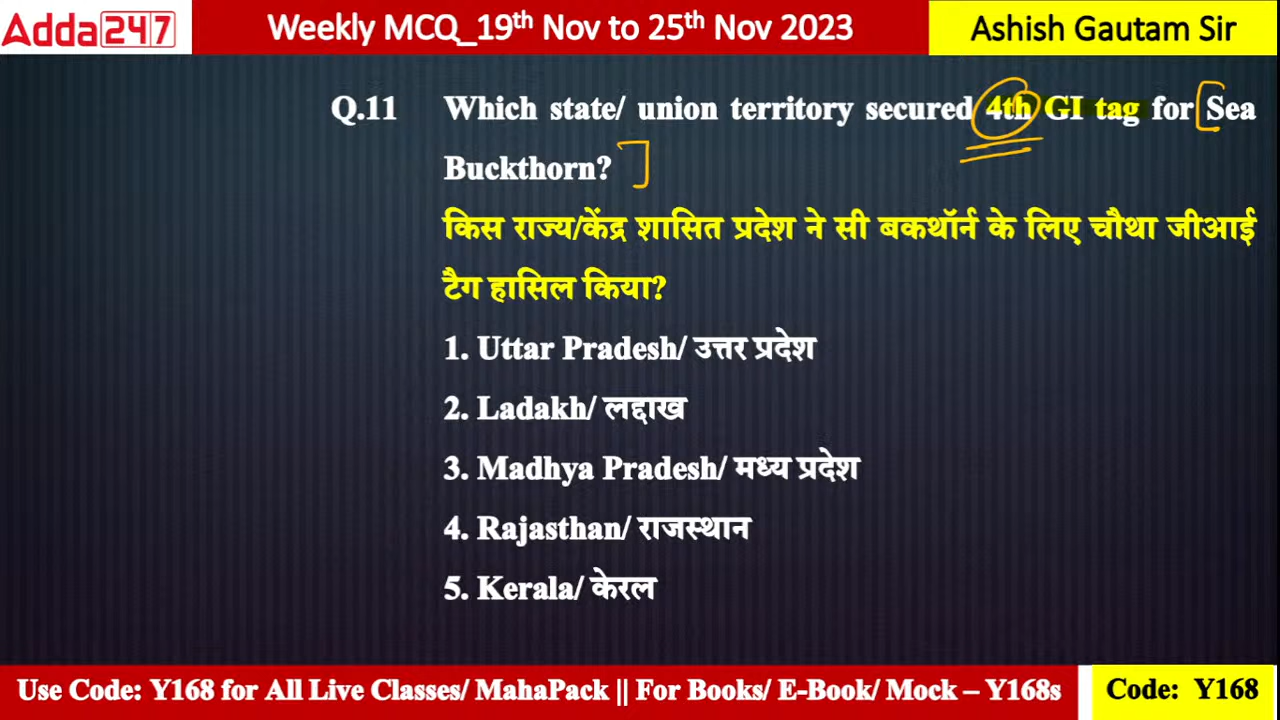 Adda247
Weekly MCQ_19th Nov to 25th Nov 2023
Ashish Gautam Sir
Q.11 Which state/ union territory secured 4th GI tag for Sea
Buckthorn?
किस राज्य/केंद्र शासित प्रदेश ने सी बकथॉर्न के लिए चौथा जीआई
टैग हासिल किया?
1. Uttar Pradesh/ उत्तर प्रदेश
2. Ladakh/ लद्दाख
3. Madhya Pradesh/ मध्य प्रदेश
4. Rajasthan/ राजस्थान
5. Kerala/ केरल
Use Code: Y168 for All Live Classes/ MahaPack || For Books/ E-Book/ Mock – Y168s
Code: Y168